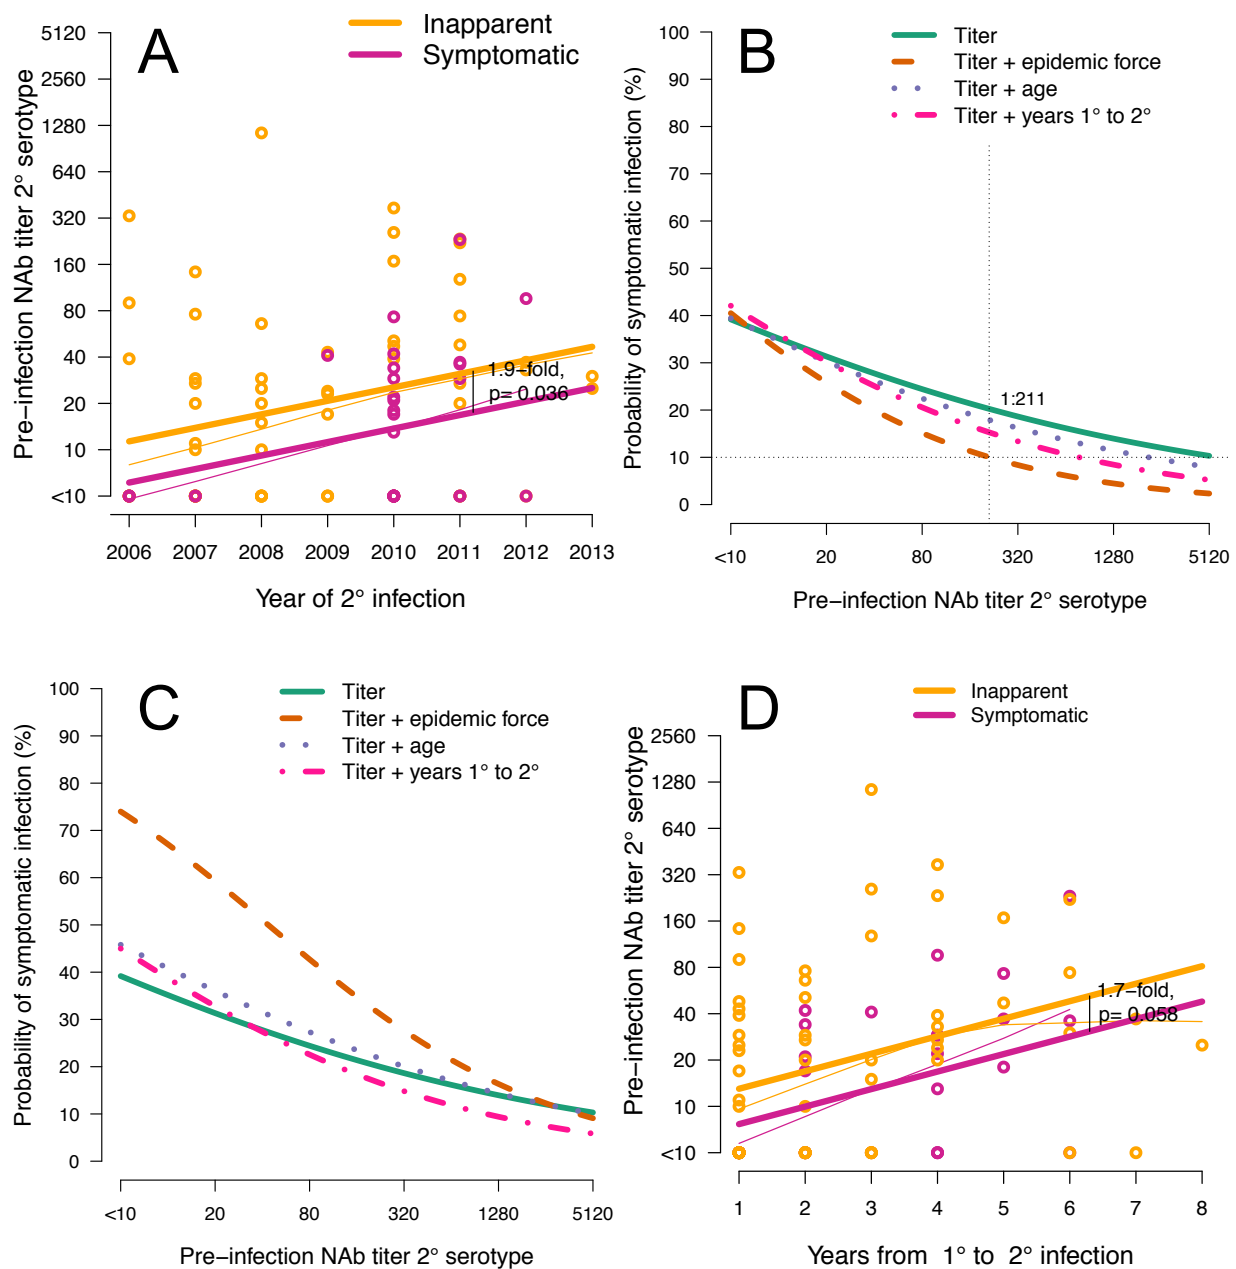 A
Inapparent
Symptomatic
Pre−infection NAb titer 2° serotype
5120
2560
1280
640
320
160
80
40
20
10
<10
1.9−fold,
p= 0.036
2006 2007 2008 2009 2010 2011 2012 2013
Year of 2° infection
B
Titer
Titer + epidemic force
Titer + age
Titer + years 1° to 2°
Probability of symptomatic infection (%)
100
90
80
70
60
50
40
30
20
10
0
1:211
<10 20 80 320 1280 5120
Pre−infection NAb titer 2° serotype
C
Titer
Titer + epidemic force
Titer + age
Titer + years 1° to 2°
Probability of symptomatic infection (%)
100
90
80
70
60
50
40
30
20
10
0
<10 20 80 320 1280 5120
Pre−infection NAb titer 2° serotype
D
Inapparent
Symptomatic
Pre−infection NAb titer 2° serotype
2560
1280
640
320
160
80
40
20
10
<10
1.7−fold,
p= 0.058
1 2 3 4 5 6 7 8
Years from 1° to 2° infection